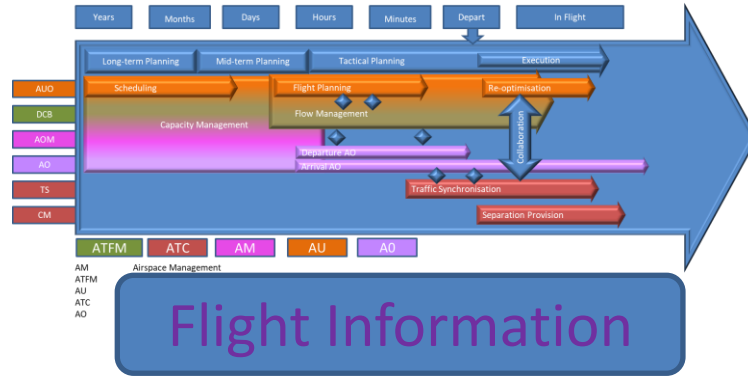 Years Months Days Hours Minutes Depart In Flight
Long-term Planning Mid-term Planning Tactical Planning Execution
AUO Scheduling Flight Planning Re-optimisation
DCB Flow Management
Capacity Management
AOM
Departure AO
AO Arrival AO
Collaboration
TS Traffic Synchronisation
CM Separation Provision
ATFM ATC AM AU A0
AM Airspace Management
ATFM
AU
ATC
AO
Flight Information